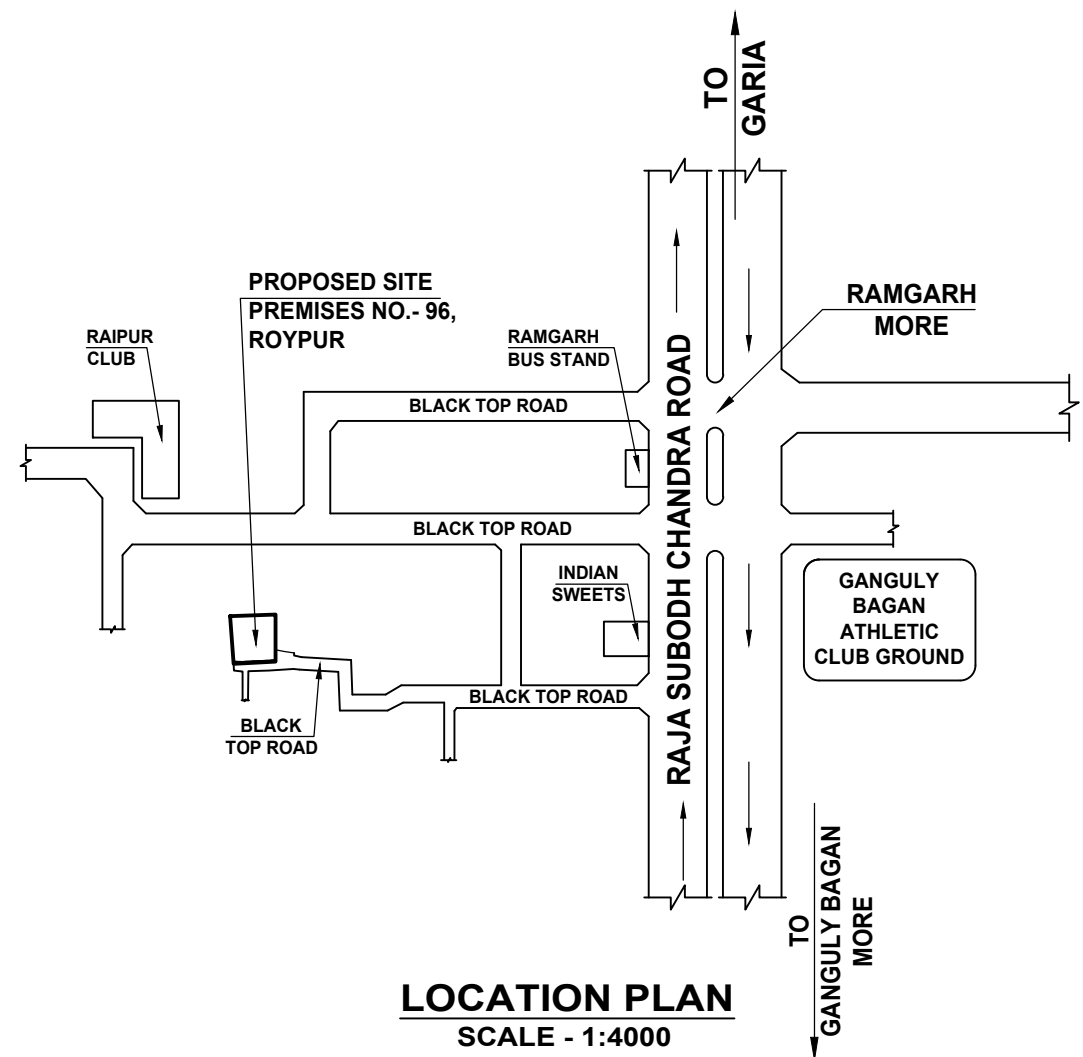 TO
GARIA
PROPOSED SITE
PREMISES NO.- 96,
ROYPUR
RAMGARH
MORE
RAIPUR
CLUB
RAMGARH
BUS STAND
BLACK TOP ROAD
RAJA SUBODH CHANDRA ROAD
BLACK TOP ROAD
INDIAN
SWEETS
GANGULY
BAGAN
ATHLETIC
CLUB GROUND
BLACK TOP ROAD
BLACK
TOP ROAD
TO
GANGULY BAGAN
MORE
LOCATION PLAN
SCALE - 1:4000